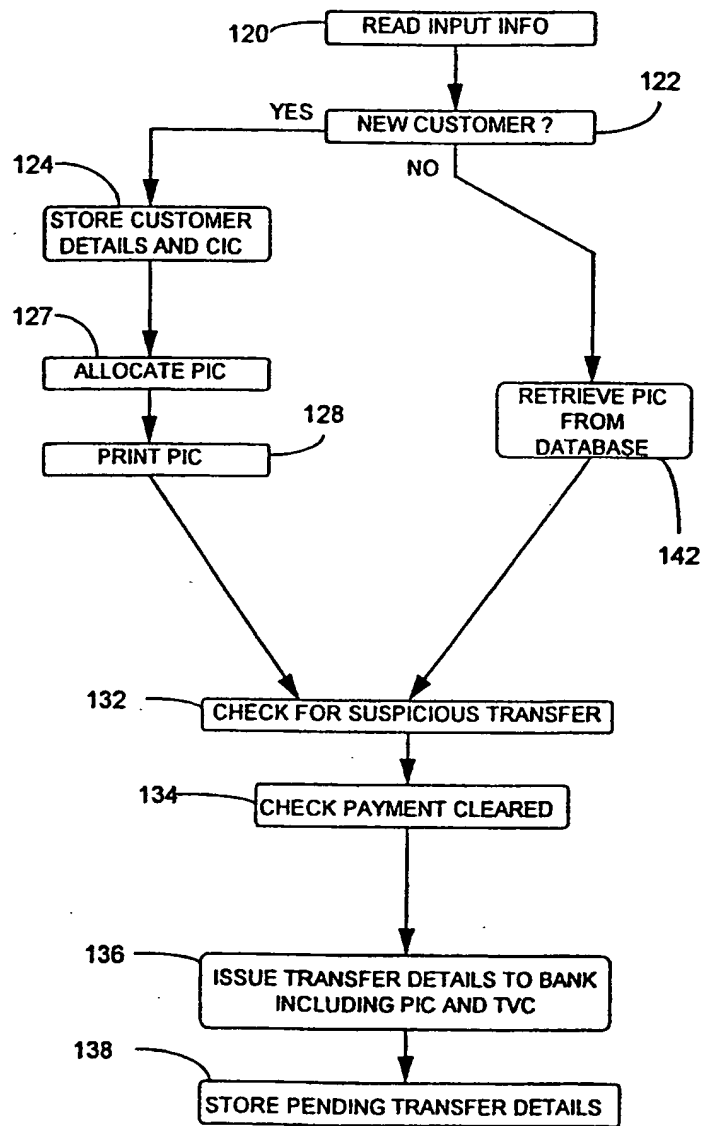 120
READ INPUT INFO
122
YES
NEW CUSTOMER ?
NO
124
STORE CUSTOMER
DETAILS AND CIC
127
ALLOCATE PIC
128
PRINT PIC
RETRIEVE PIC
FROM
DATABASE
142
132
CHECK FOR SUSPICIOUS TRANSFER
134
CHECK PAYMENT CLEARED
136
ISSUE TRANSFER DETAILS TO BANK
INCLUDING PIC AND TVC
138
STORE PENDING TRANSFER DETAILS